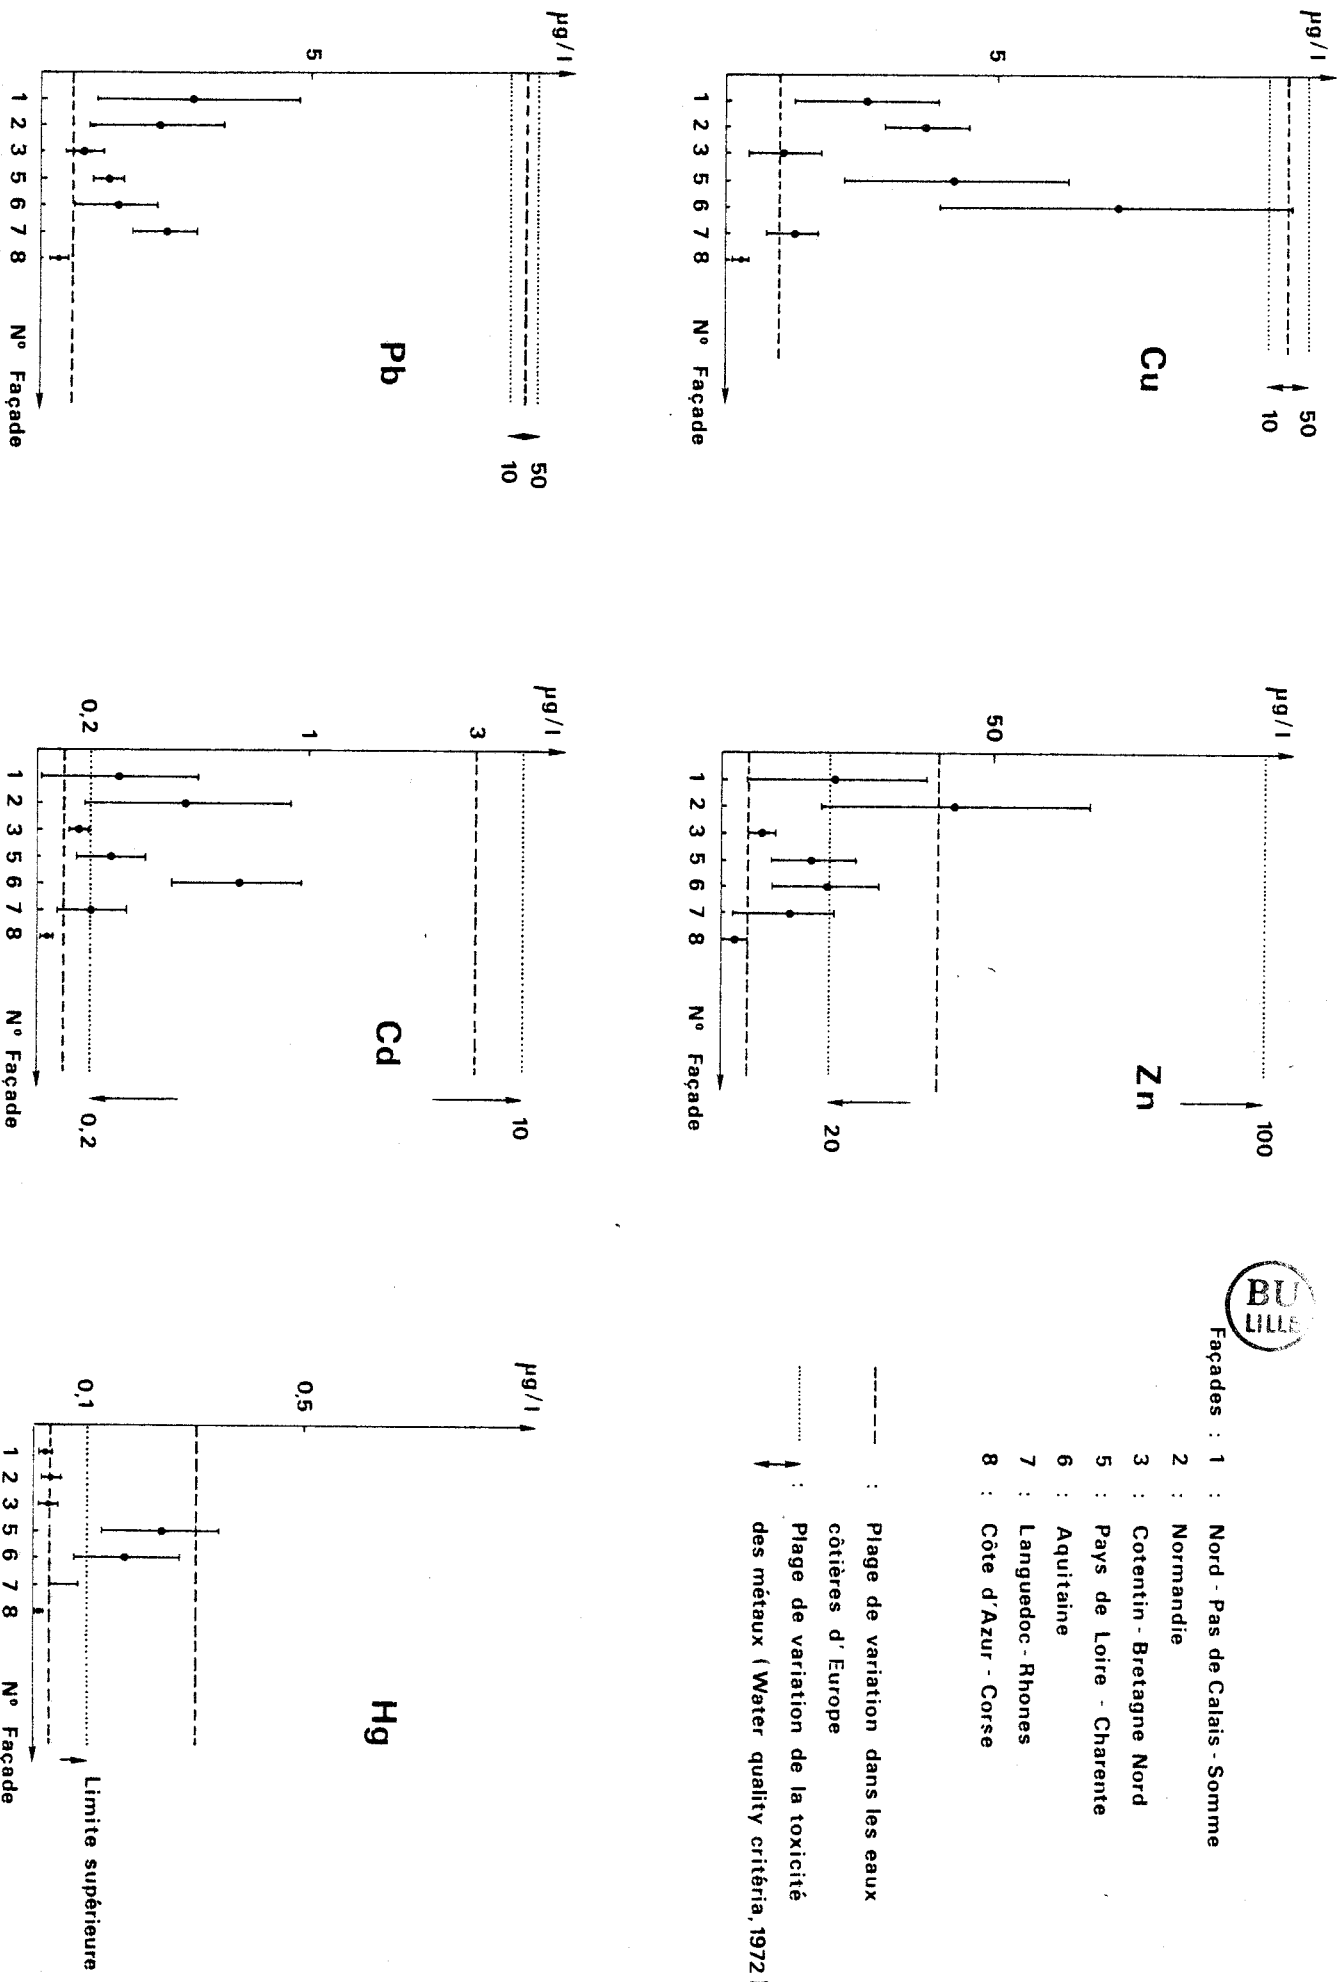 µg/l
5
1 2 3 5 6 7 8 N° Façade
Cu
50
10
µg/l
5
1 2 3 5 6 7 8 N° Façade
Pb
50
10
µg/l
50
1 2 3 5 6 7 8 N° Façade
Zn
100
20
µg/l
3
1
0,2
1 2 3 5 6 7 8 N° Façade
Cd
10
0,2
µg/l
0,5
0,1
1 2 3 5 6 7 8 N° Façade
Hg
Limite supérieure
BU
LILLE
Façades : 1 : Nord - Pas de Calais - Somme
2 : Normandie
3 : Cotentin - Bretagne Nord
5 : Pays de Loire - Charente
6 : Aquitaine
7 : Languedoc - Rhones
8 : Côte d'Azur - Corse
: Plage de variation dans les eaux
côtières d'Europe
: Plage de variation de la toxicité
des métaux (Water quality critéria, 1972